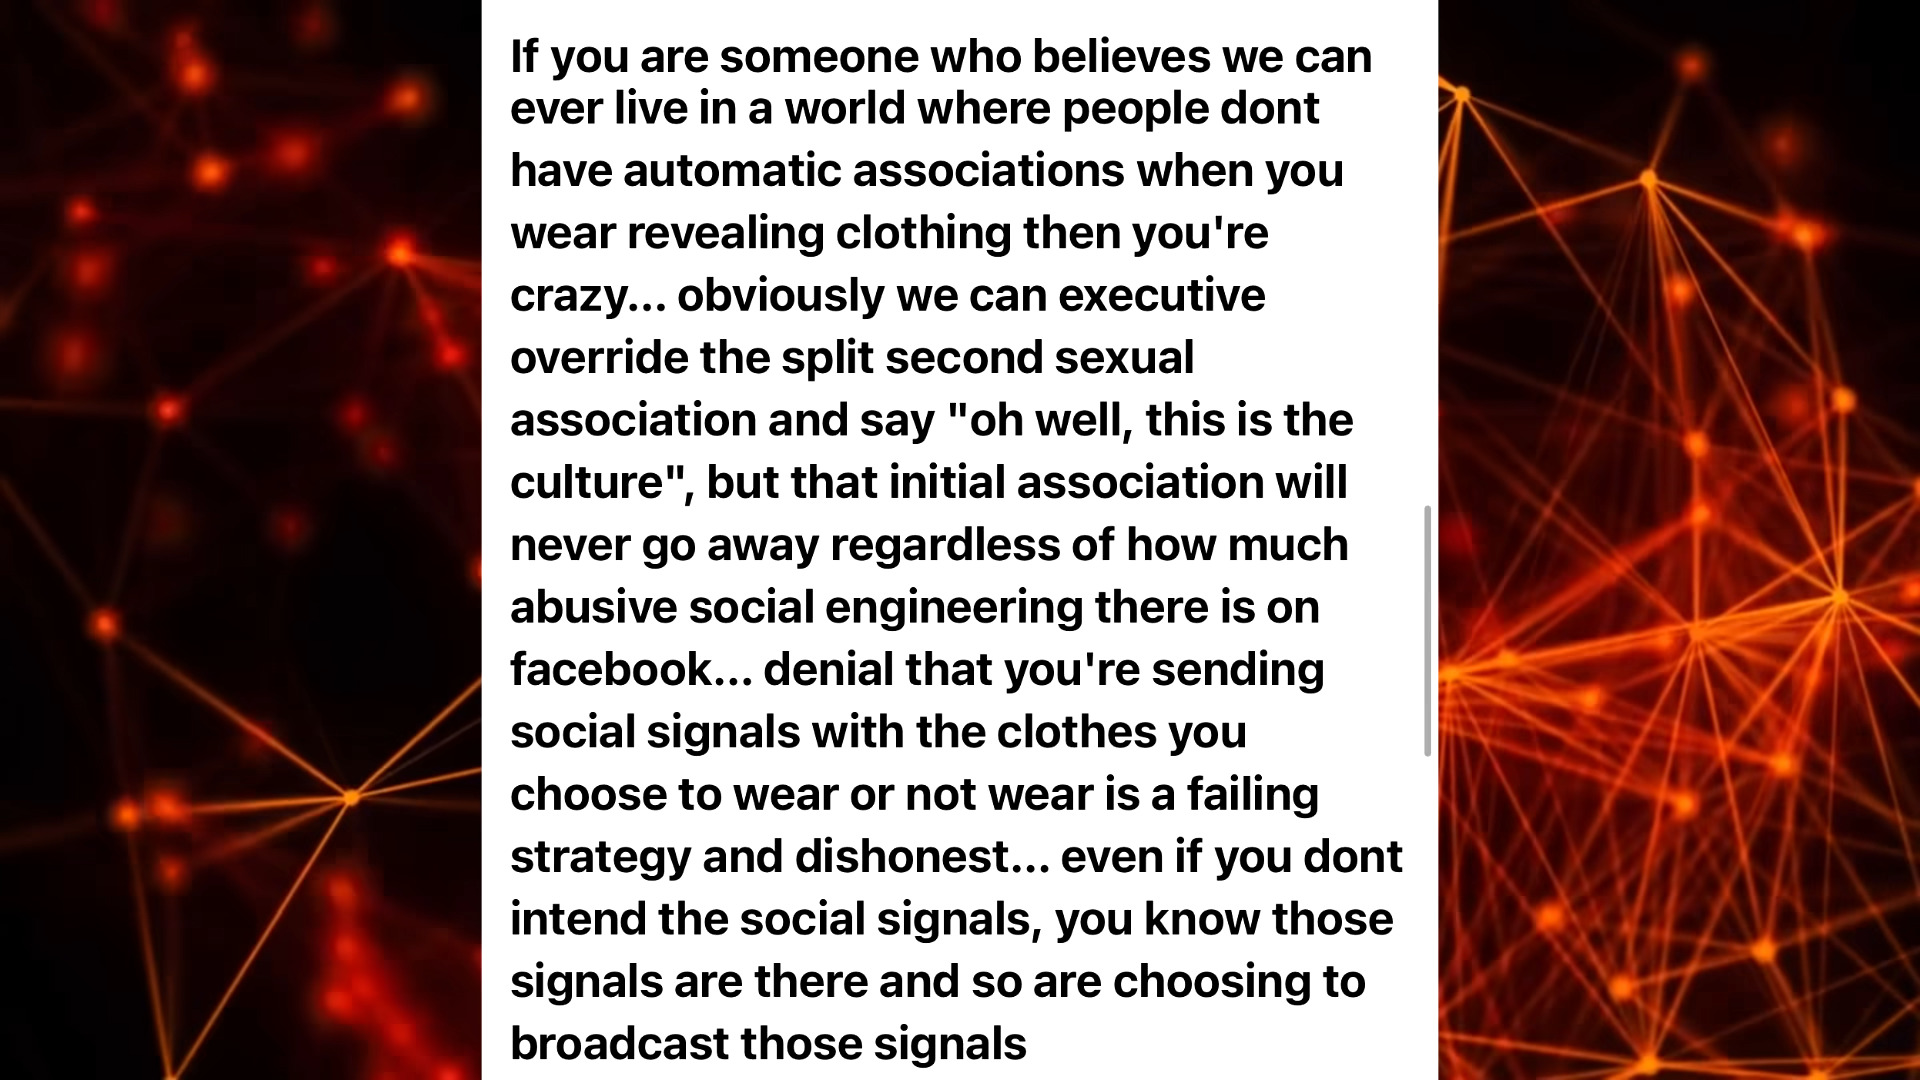 If you are someone who believes we can
ever live in a world where people dont
have automatic associations when you
wear revealing clothing then you're
crazy... obviously we can executive
override the split second sexual
association and say "oh well, this is the
culture", but that initial association will
never go away regardless of how much
abusive social engineering there is on
facebook... denial that you're sending
social signals with the clothes you
choose to wear or not wear is a failing
strategy and dishonest... even if you dont
intend the social signals, you know those
signals are there and so are choosing to
broadcast those signals